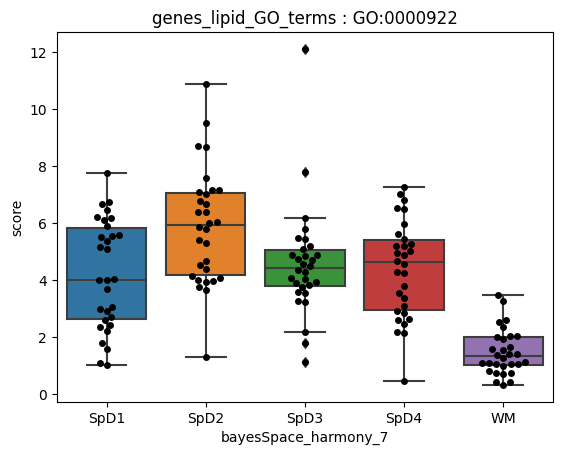 genes_lipid_GO_terms : GO:0000922
12
10
8
6
4
2
0
score
SpD1 SpD2 SpD3 SpD4 WM
bayesSpace_harmony_7